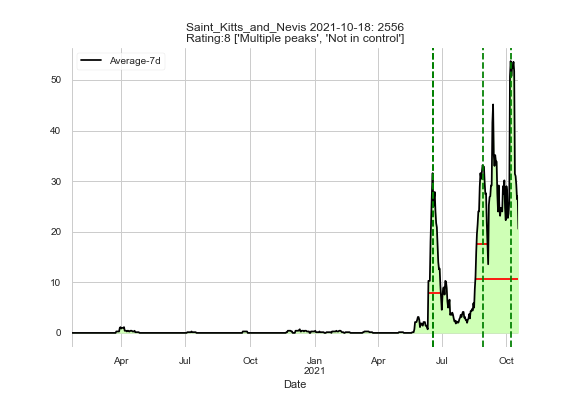 Saint_Kitts_and_Nevis 2021-10-18: 2556
Rating:8 ['Multiple peaks', 'Not in control']
Average-7d
50
40
30
20
10
0
Apr Jul Oct Jan Apr Jul Oct
2021
Date